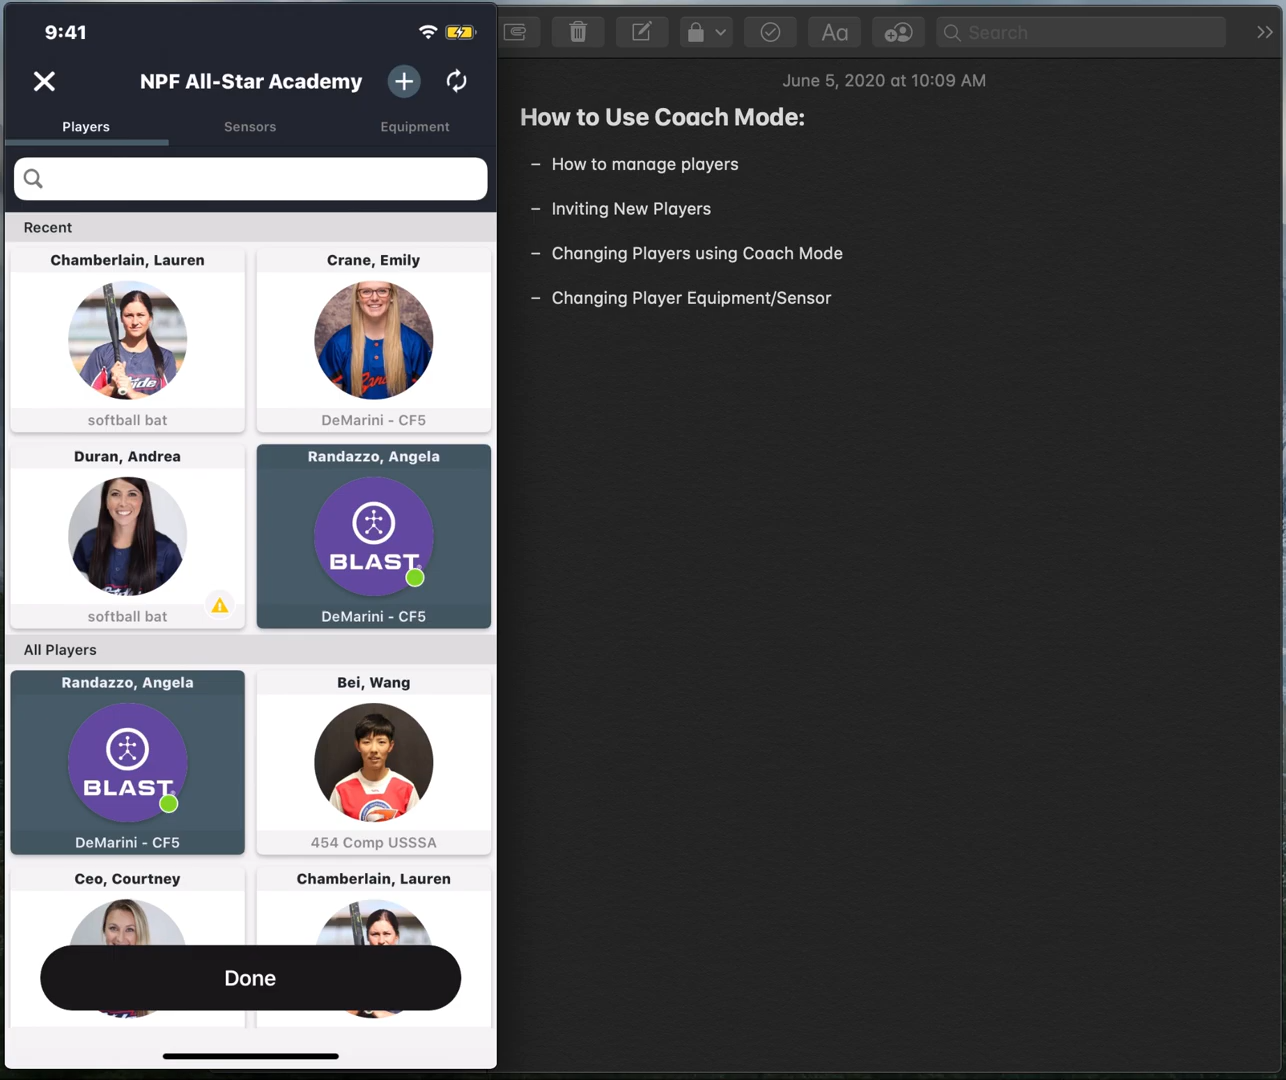 9:41
NPF All-Star Academy
Players
Sensors
Equipment
Recent
Chamberlain, Lauren
Crane, Emily
softball bat
DeMarini - CF5
Duran, Andrea
Randazzo, Angela
BLAST
softball bat
DeMarini - CF5
All Players
Randazzo, Angela
Bei, Wang
BLAST
DeMarini - CF5
454 Comp USSSA
Ceo, Courtney
Chamberlain, Lauren
Done
Aa
Search
June 5, 2020 at 10:09 AM
How to Use Coach Mode:
– How to manage players
– Inviting New Players
– Changing Players using Coach Mode
– Changing Player Equipment/Sensor